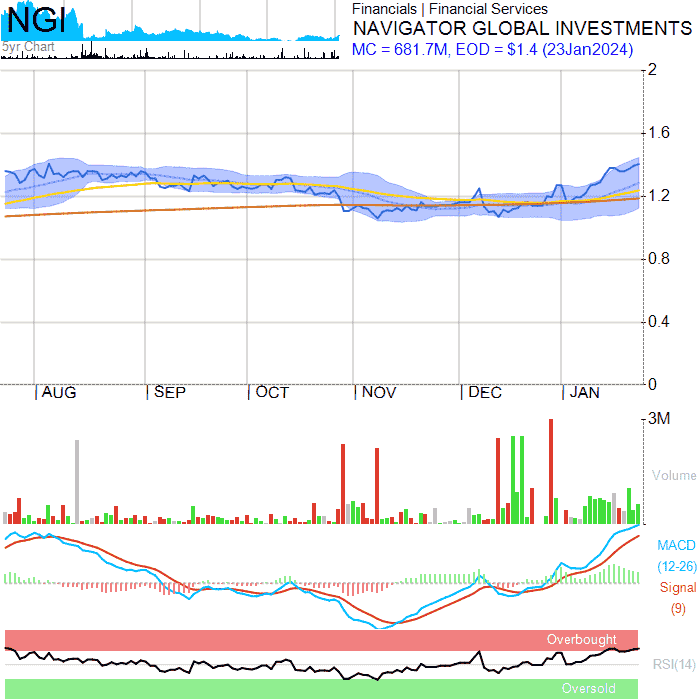 NGI
5yr Chart
Financials | Financial Services
NAVIGATOR GLOBAL INVESTMENTS
MC = 681.7M, EOD = $1.4 (23Jan2024)
2
1.6
1.2
0.8
0.4
0
| AUG | SEP | OCT | NOV | DEC | JAN
3M
Volume
MACD
(12-26)
Signal
(9)
Overbought
RSI(14)
Oversold